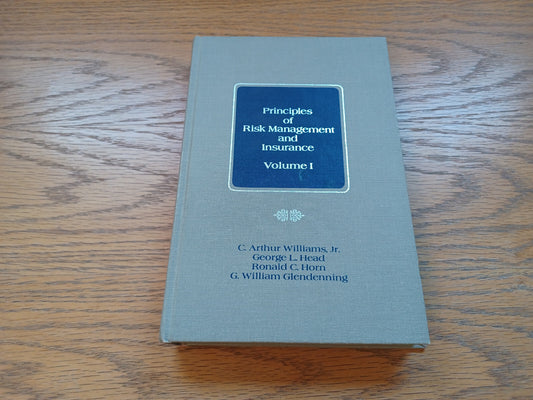 Principles
of
Risk Management
and
Insurance
Volume I
C. Arthur Williams, Jr.
George L. Head
Ronald C. Horn
G. William Glendenning